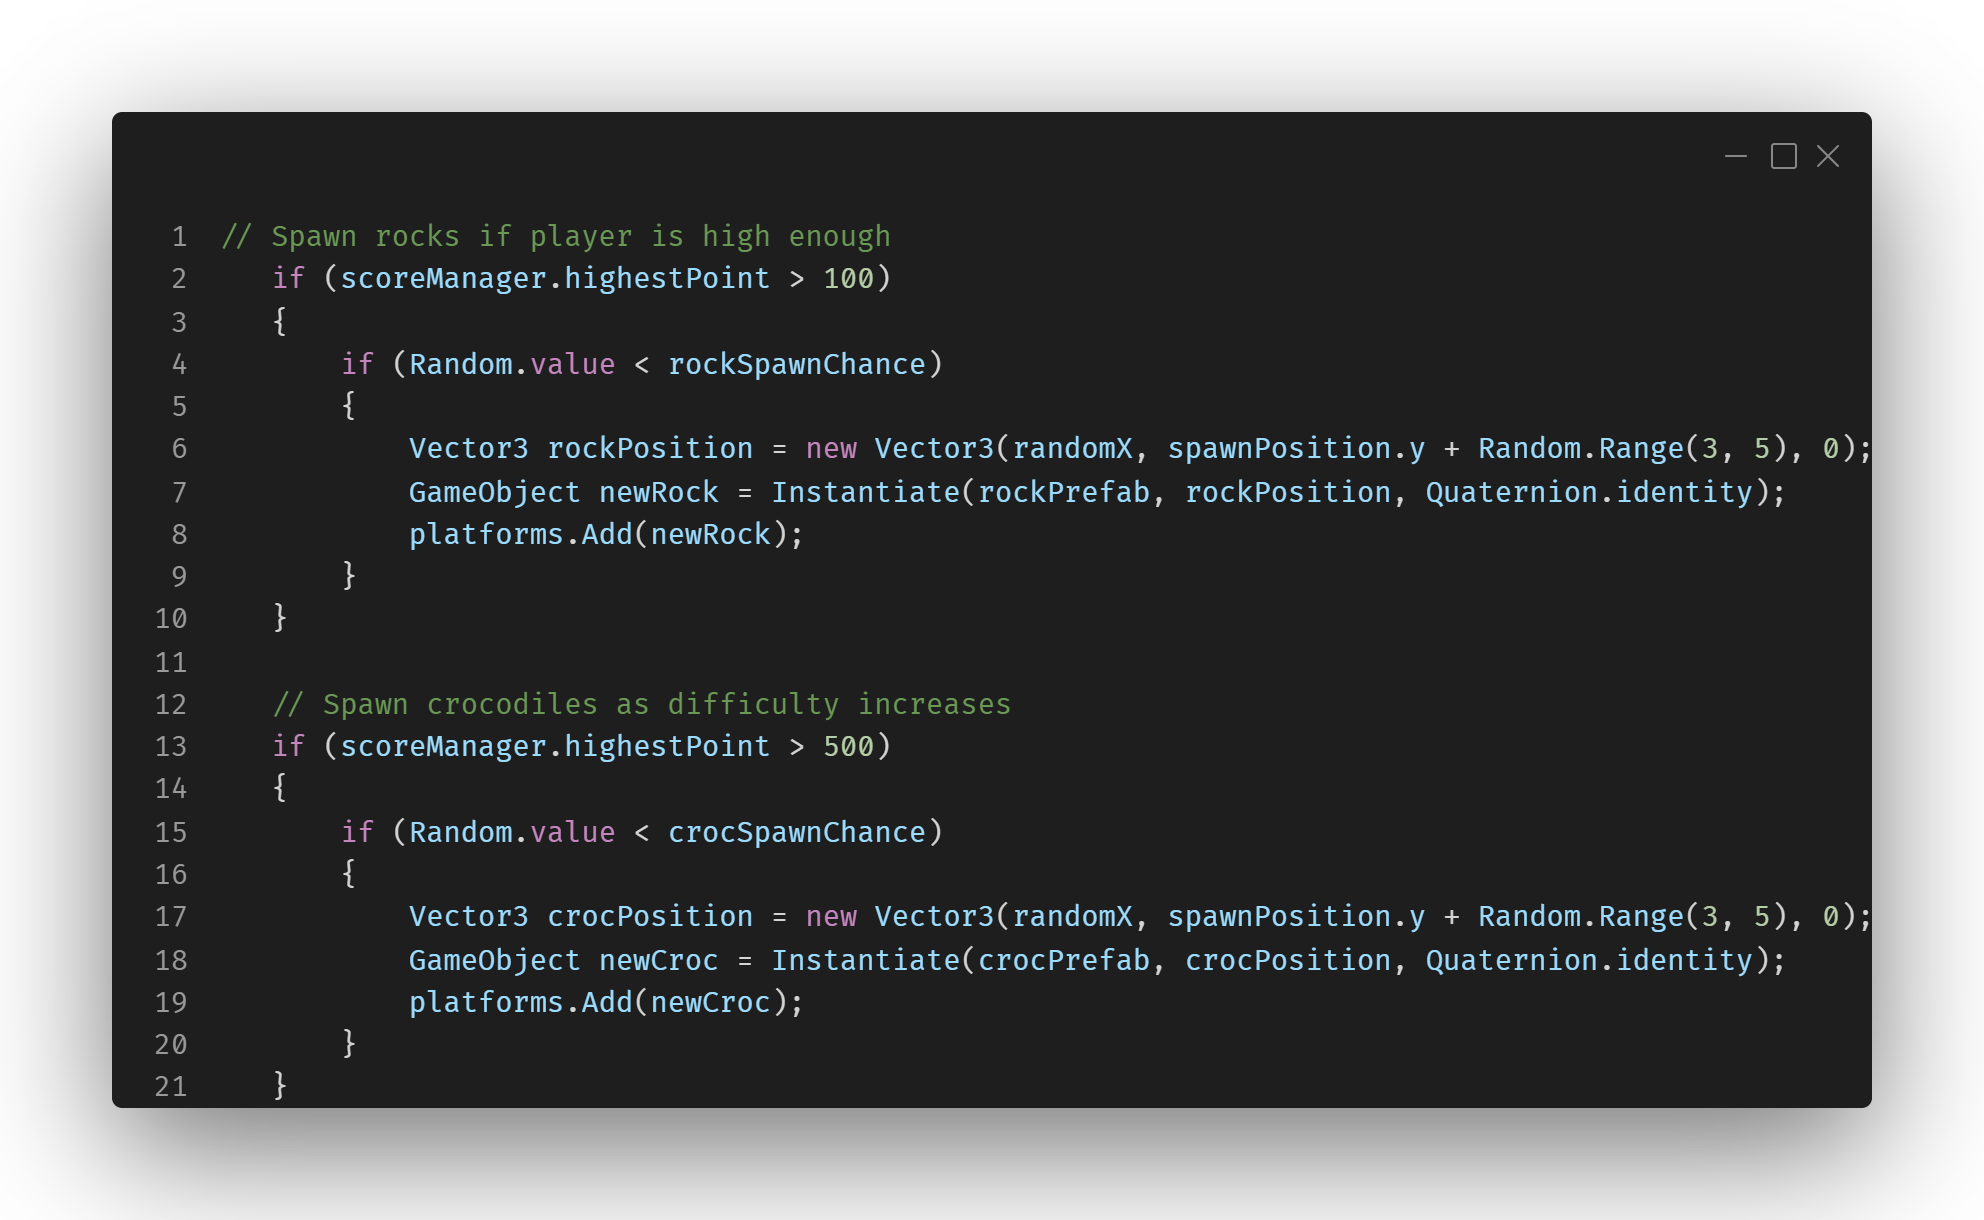 1 // Spawn rocks if player is high enough
2 if (scoreManager.highestPoint > 100)
3 {
4 if (Random.value < rockSpawnChance)
5 {
6 Vector3 rockPosition = new Vector3(randomX, spawnPosition.y + Random.Range(3, 5), 0);
7 GameObject newRock = Instantiate(rockPrefab, rockPosition, Quaternion.identity);
8 platforms.Add(newRock);
9 }
10 }
11
12 // Spawn crocodiles as difficulty increases
13 if (scoreManager.highestPoint > 500)
14 {
15 if (Random.value < crocSpawnChance)
16 {
17 Vector3 crocPosition = new Vector3(randomX, spawnPosition.y + Random.Range(3, 5), 0);
18 GameObject newCroc = Instantiate(crocPrefab, crocPosition, Quaternion.identity);
19 platforms.Add(newCroc);
20 }
21 }